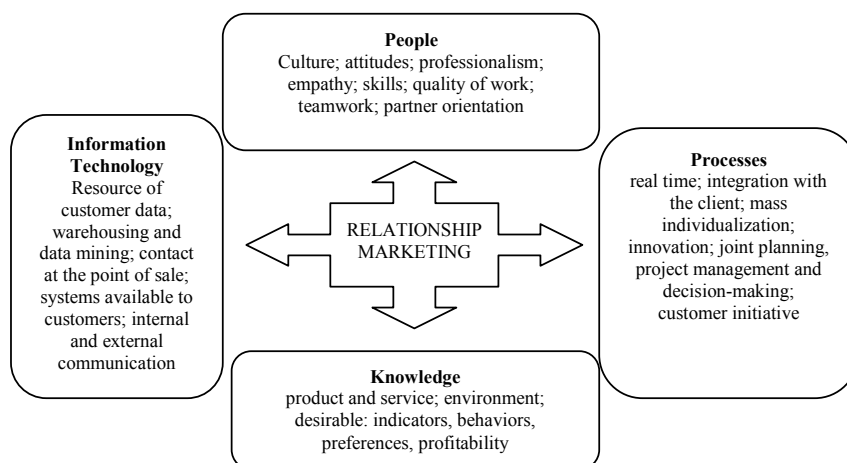 People
Culture; attitudes; professionalism;
empathy; skills; quality of work;
teamwork; partner orientation
Information
Technology
Resource of
customer data;
warehousing and
data mining; contact
at the point of sale;
systems available to
customers; internal
and external
communication
RELATIONSHIP
MARKETING
Processes
real time; integration with
the client; mass
individualization;
innovation; joint planning,
project management and
decision-making;
customer initiative
Knowledge
product and service; environment;
desirable: indicators, behaviors,
preferences, profitability